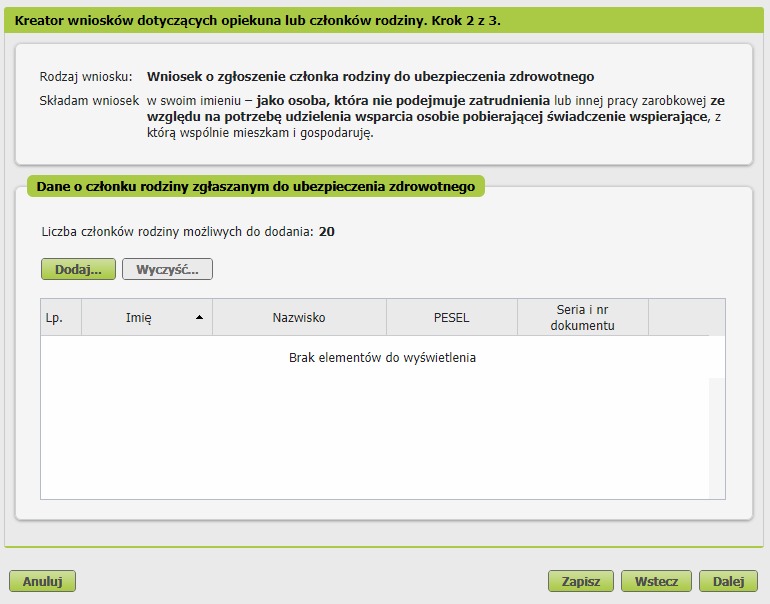 Kreator wniosków dotyczących opiekuna lub członków rodziny. Krok 2 z 3.
Rodzaj wniosku: Wniosek o zgłoszenie członka rodziny do ubezpieczenia zdrowotnego
Składam wniosek w swoim imieniu – jako osoba, która nie podejmuje zatrudnienia lub innej pracy zarobkowej ze
względu na potrzebę udzielenia wsparcia osobie pobierającej świadczenie wspierające, z
którą wspólnie mieszkam i gospodaruję.
Dane o członku rodziny zgłaszanym do ubezpieczenia zdrowotnego
Liczba członków rodziny możliwych do dodania: 20
Dodaj... Wyczyść...
Lp. Imię Nazwisko PESEL Seria i nr
dokumentu
Brak elementów do wyświetlenia
Anuluj Zapisz Wstecz Dalej